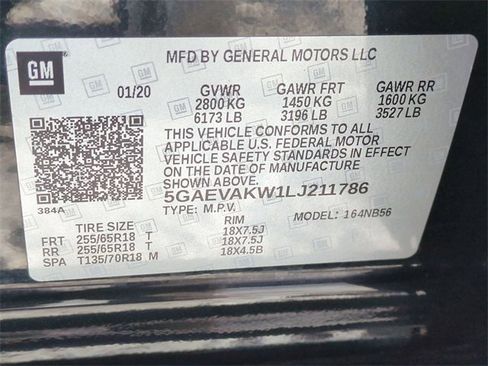 GM
MFD BY GENERAL MOTORS LLC
01/20 GVWR GAWR FRT GAWR RR
2800 KG 1450 KG 1600 KG
6173 LB 3196 LB 3527 LB
THIS VEHICLE CONFORMS TO ALL
APPLICABLE U.S. FEDERAL MOTOR
VEHICLE SAFETY STANDARDS IN EFFECT
ON THE DATE OF MANUFACTURE SHOWN ABOVE.
384A
5GAEVAKW1LJ211786
TYPE: M.P.V. MODEL: 164NB56
TIRE SIZE RIM
FRT 255/65R18 T 18X7.5J
RR 255/65R18 T 18X7.5J
SPA T135/70R18 M 18X4.5B